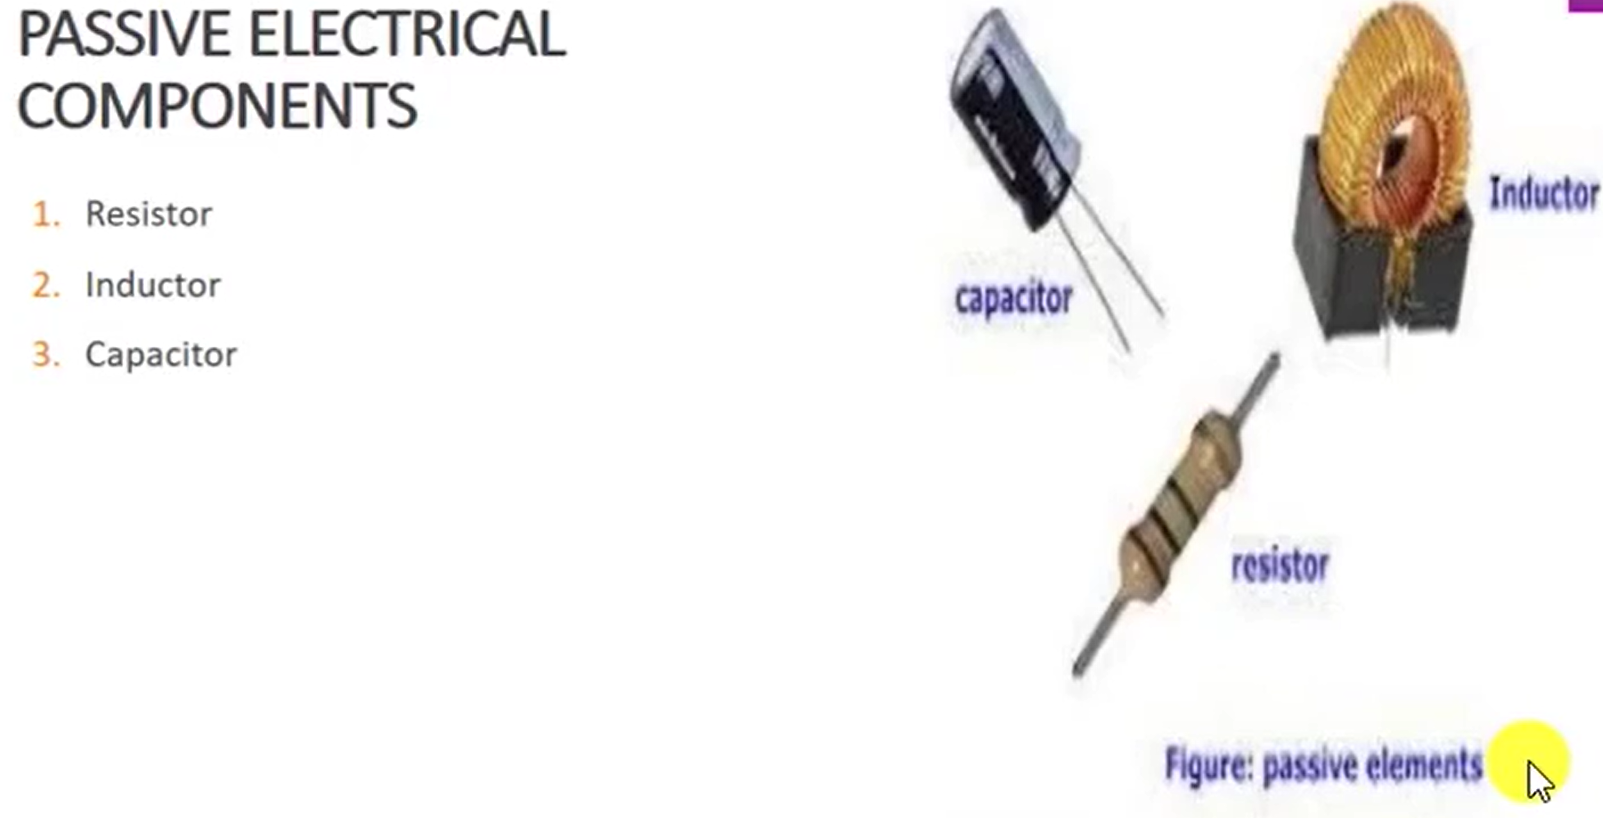 PASSIVE ELECTRICAL
COMPONENTS
1. Resistor
2. Inductor
3. Capacitor
capacitor
Inductor
resistor
Figure: passive elements